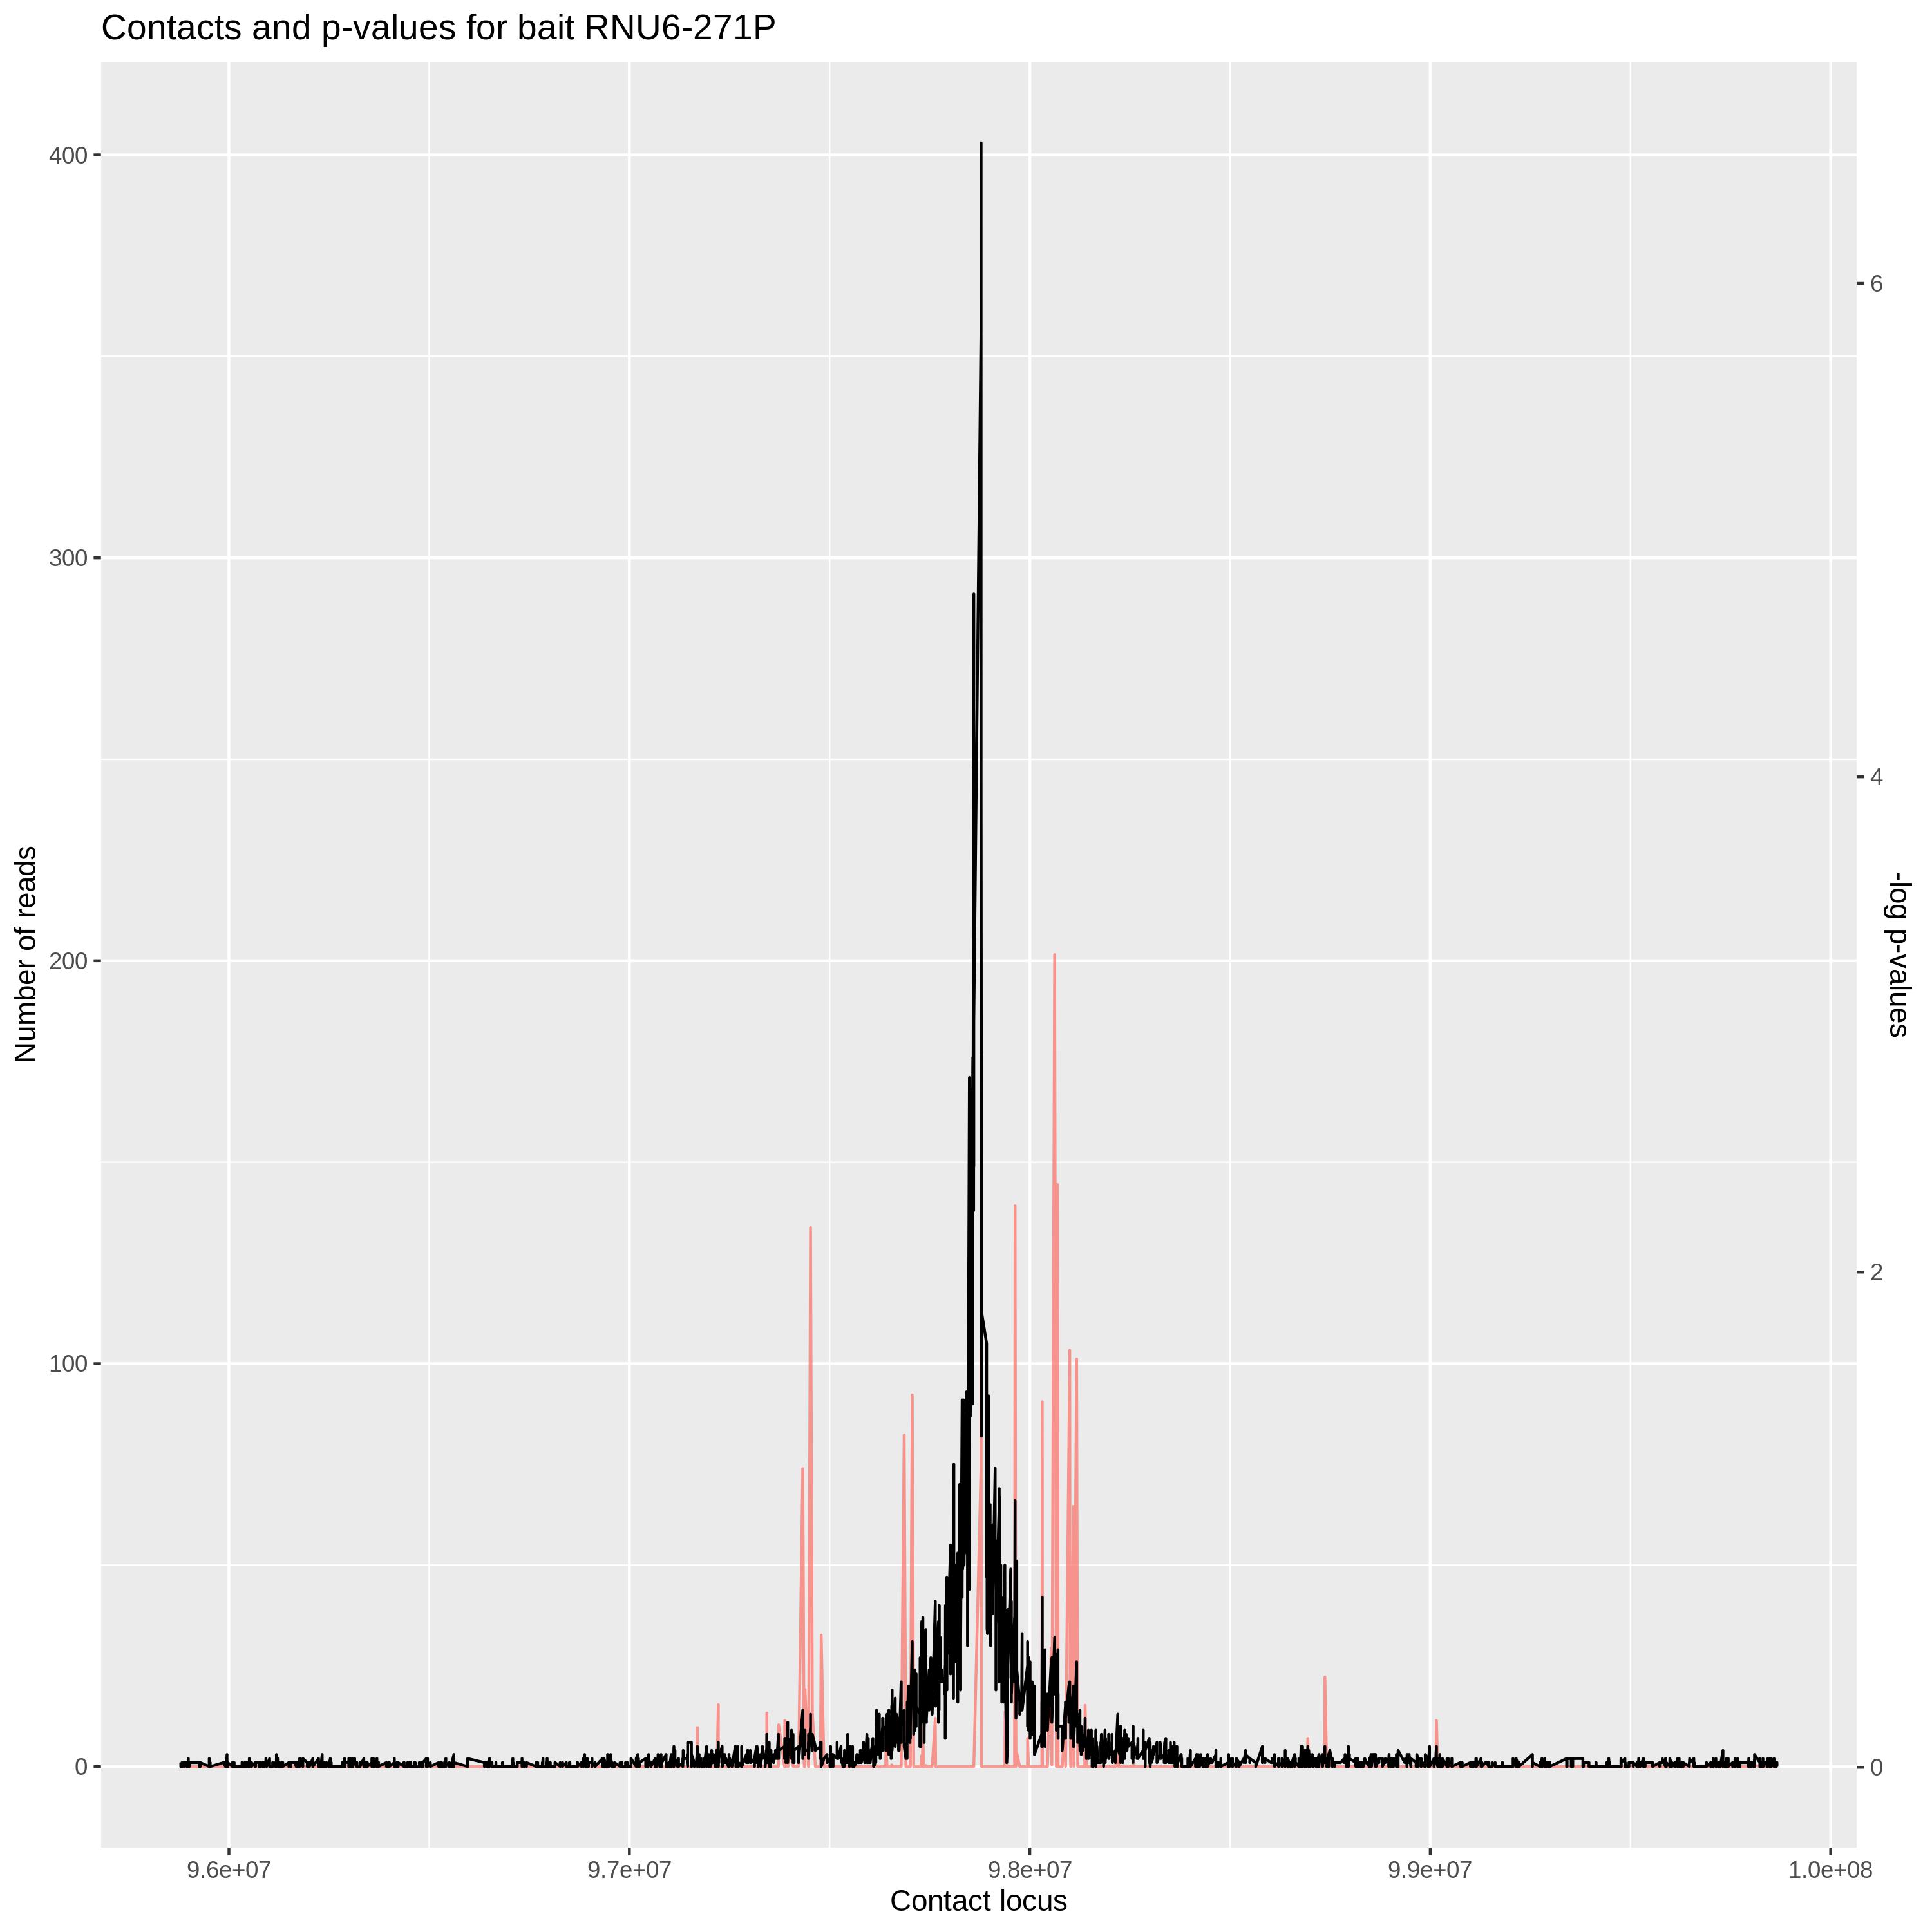 Contacts and p-values for bait RNU6-271P
400
300
200
100
0
Number of reads
6
4
2
0
-log p-values
9.6e+07
9.7e+07
9.8e+07
9.9e+07
1.0e+08
Contact locus